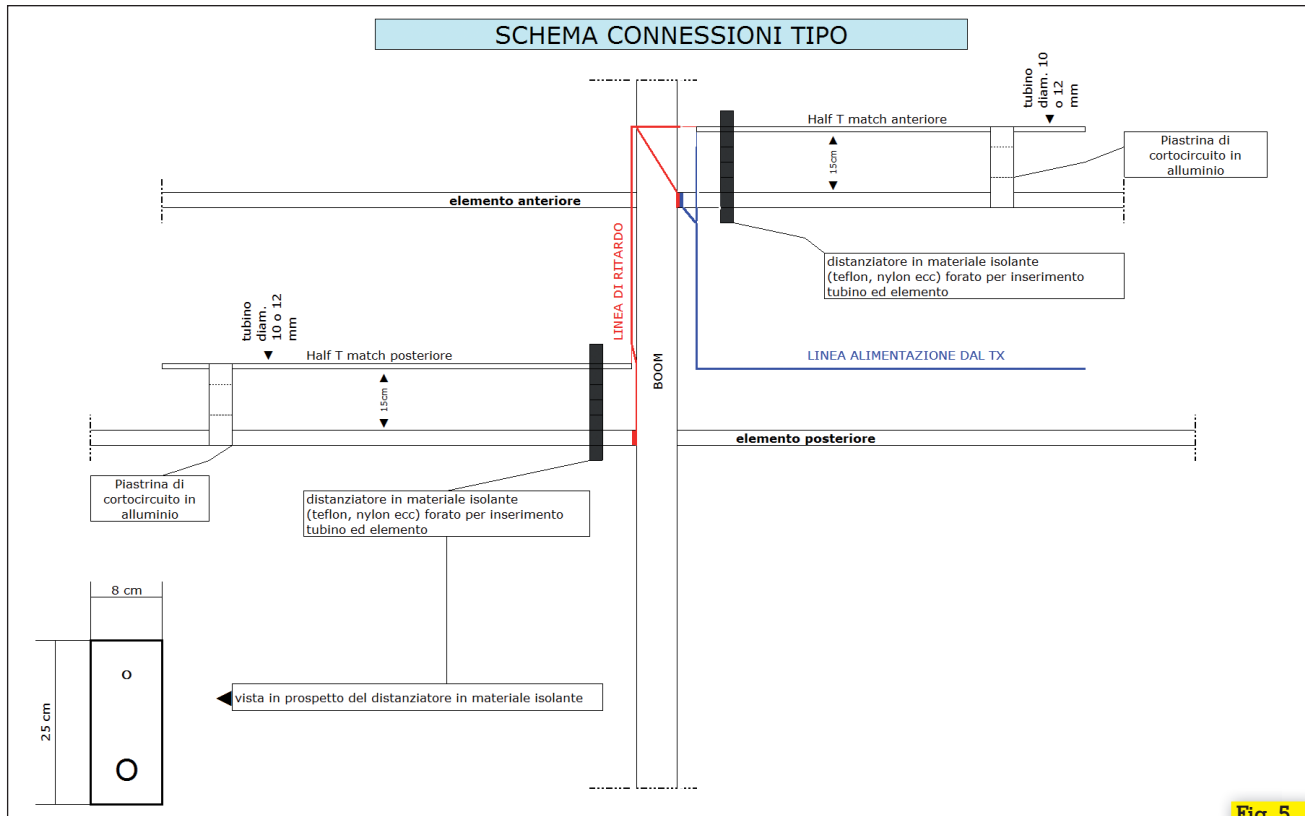 SCHEMA CONNESSIONI TIPO
tubino
diam. 10
o 12
mm
Half T match anteriore
15cm
Piastrina di
cortocircuito in
alluminio
elemento anteriore
LINEA DI RITARDO
distanziatore in materiale isolante
(teflon, nylon ecc) forato per inserimento
tubino ed elemento
tubino
diam.
10 o 12
mm
Half T match posteriore
15cm
BOOM
LINEA ALIMENTAZIONE DAL TX
elemento posteriore
Piastrina di
cortocircuito in
alluminio
distanziatore in materiale isolante
(teflon, nylon ecc) forato per inserimento
tubino ed elemento
8 cm
25 cm
vista in prospetto del distanziatore in materiale isolante
Fig. 5